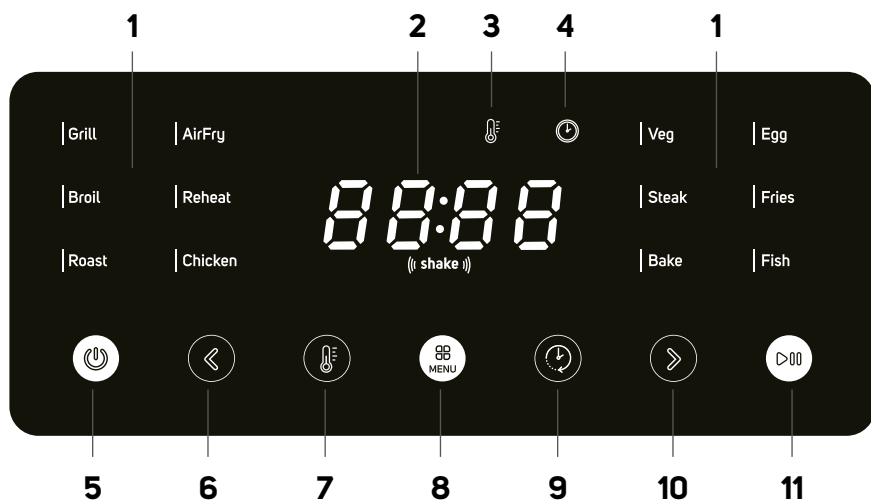 1 2 3 4 1
Grill AirFry Veg Egg
88:88
Broil Reheat Steak Fries
shake
Roast Chicken Bake Fish
MENU
5 6 7 8 9 10 11